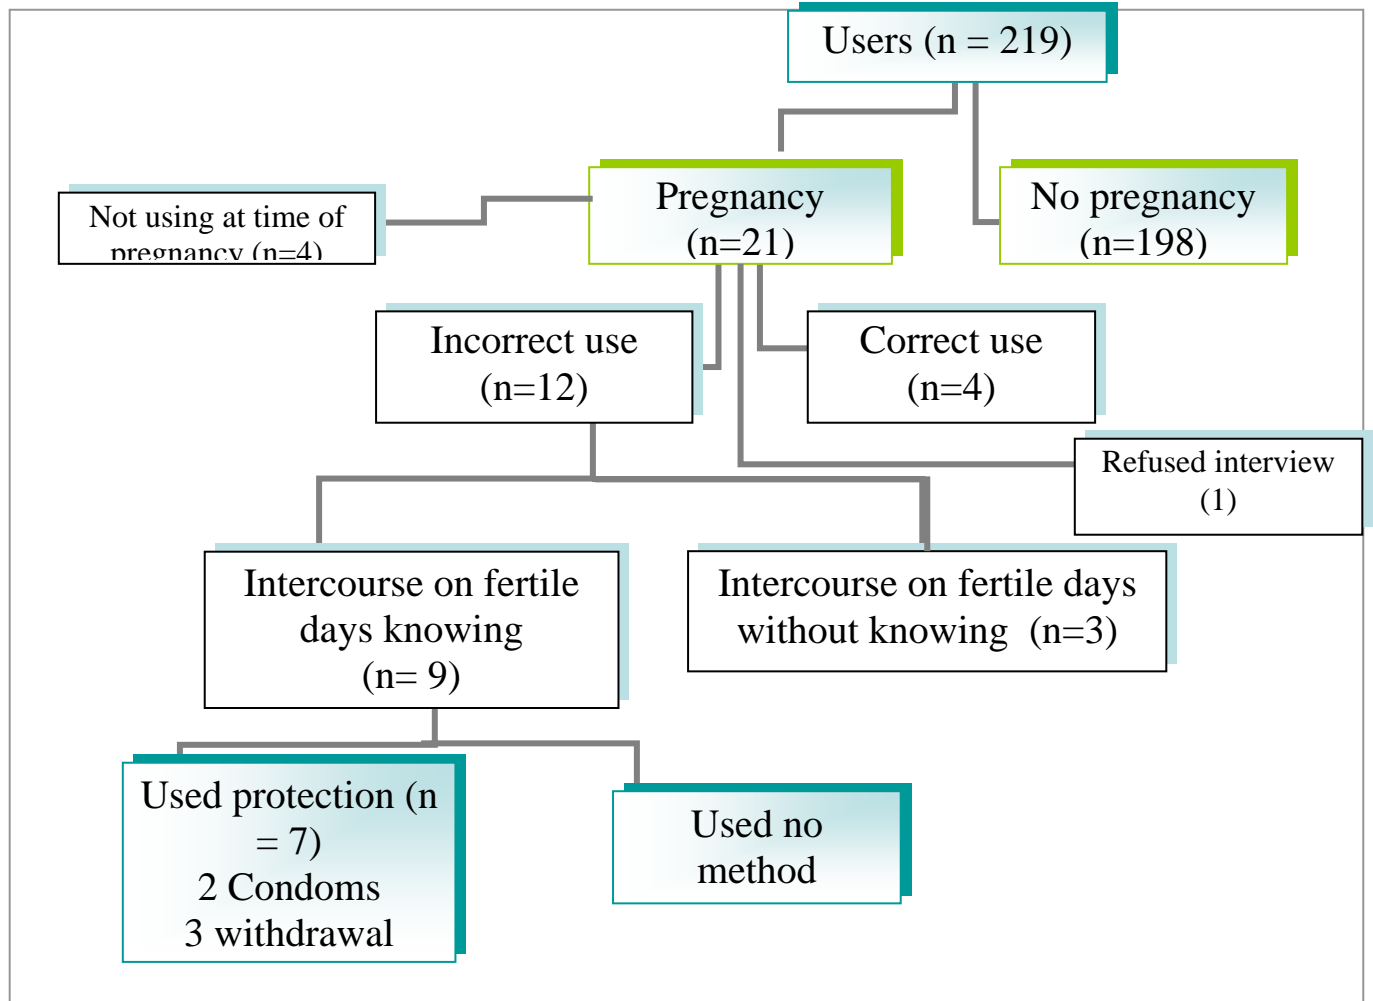 Users (n = 219)
Pregnancy
(n=21)
No pregnancy
(n=198)
Not using at time of
pregnancy (n=4)
Incorrect use
(n=12)
Correct use
(n=4)
Refused interview
(1)
Intercourse on fertile
days knowing
(n= 9)
Intercourse on fertile days
without knowing (n=3)
Used protection (n
= 7)
2 Condoms
3 withdrawal
Used no
method